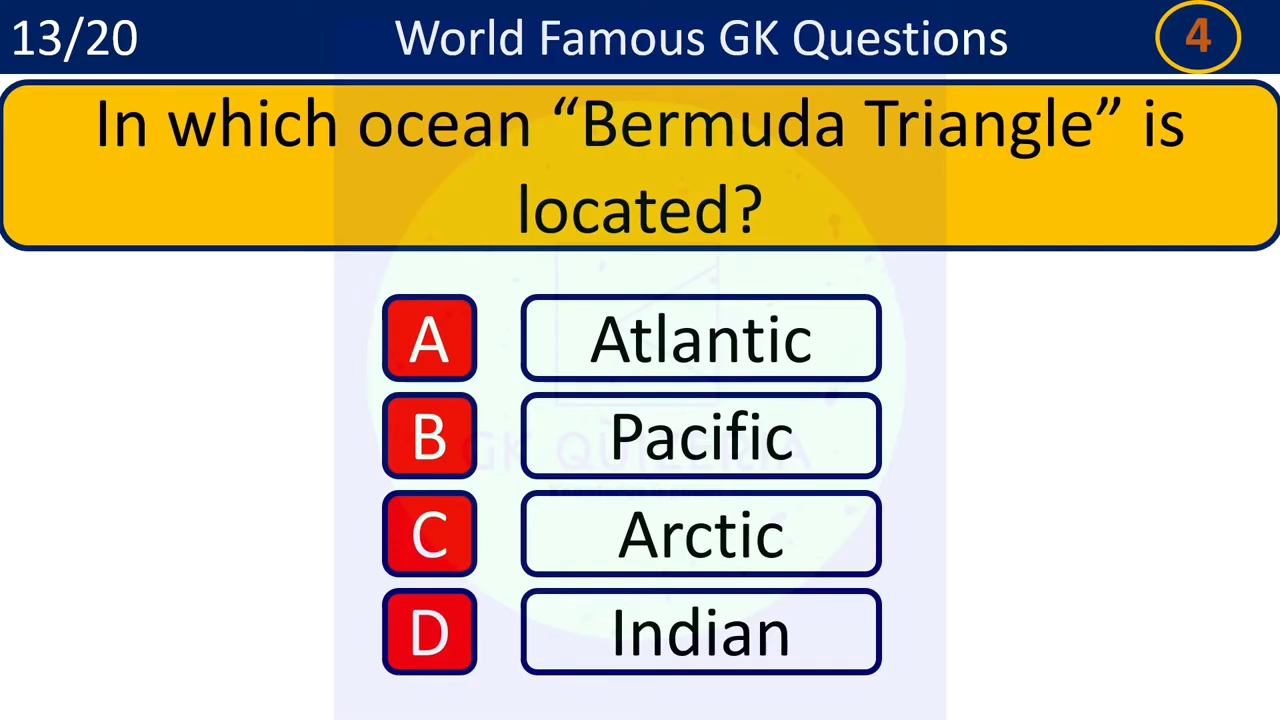 13/20
World Famous GK Questions
4
In which ocean “Bermuda Triangle” is
located?
A
Atlantic
B
Pacific
C
Arctic
D
Indian